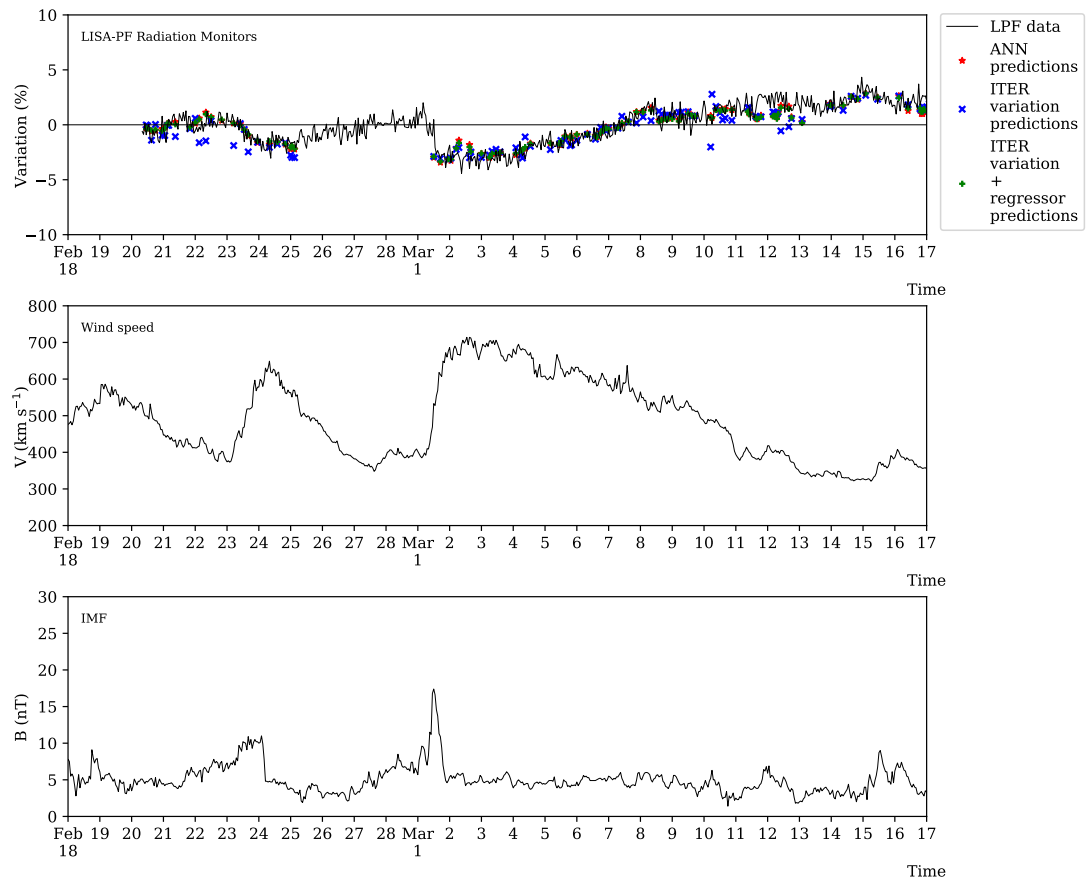 10
5
0
−5
−10
Variation (%)
LISA-PF Radiation Monitors
Feb 19 20 21 22 23 24 25 26 27 28 Mar 2 3 4 5 6 7 8 9 10 11 12 13 14 15 16 17
18 1
Time
LPF data
ANN
predictions
ITER
variation
predictions
ITER
variation
+
regressor
predictions
800
700
600
500
400
300
200
V (km s⁻¹)
Wind speed
Feb 19 20 21 22 23 24 25 26 27 28 Mar 2 3 4 5 6 7 8 9 10 11 12 13 14 15 16 17
18 1
Time
30
25
20
15
10
5
0
B (nT)
IMF
Feb 19 20 21 22 23 24 25 26 27 28 Mar 2 3 4 5 6 7 8 9 10 11 12 13 14 15 16 17
18 1
Time